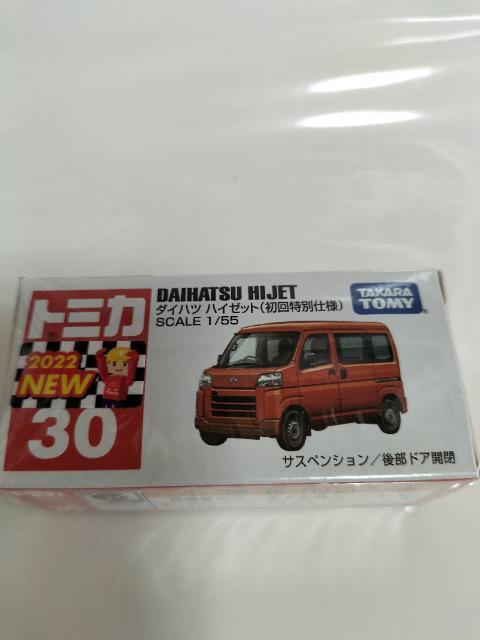 トミカ
2022
NEW
30
DAIHATSU HIJET
ダイハツ ハイゼット(初回特別仕様)
SCALE 1/55
TAKARA
TOMY
サスペンション/後部ドア開閉